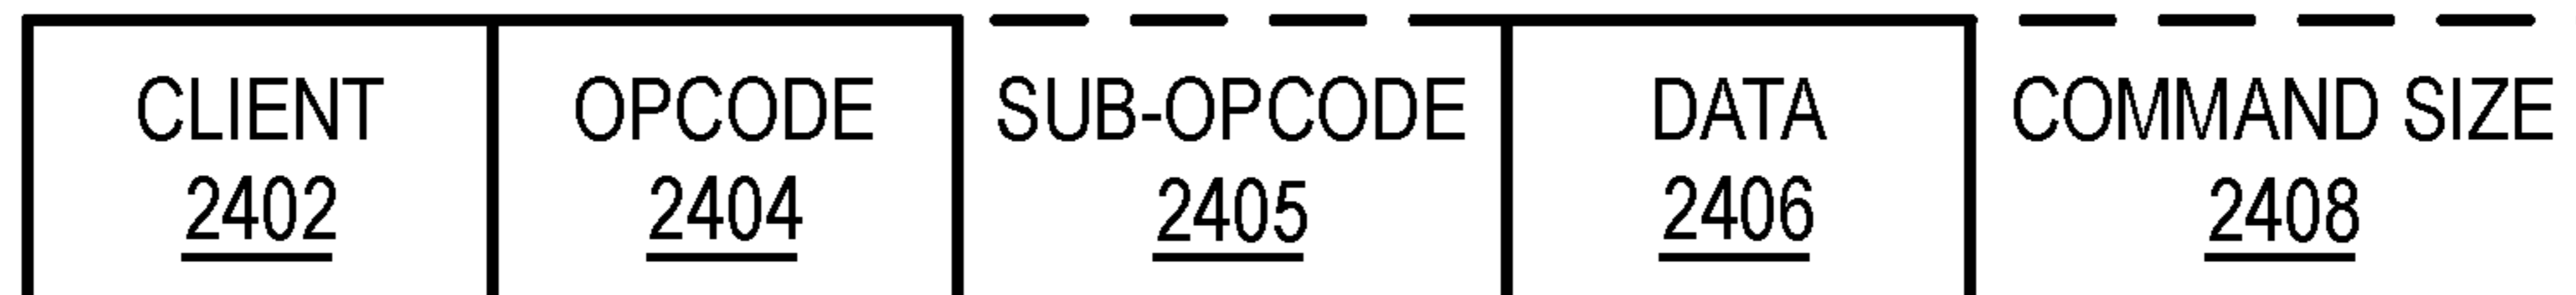 CLIENT OPCODE SUB-OPCODE DATA COMMAND SIZE
2402 2404 2405 2406 2408